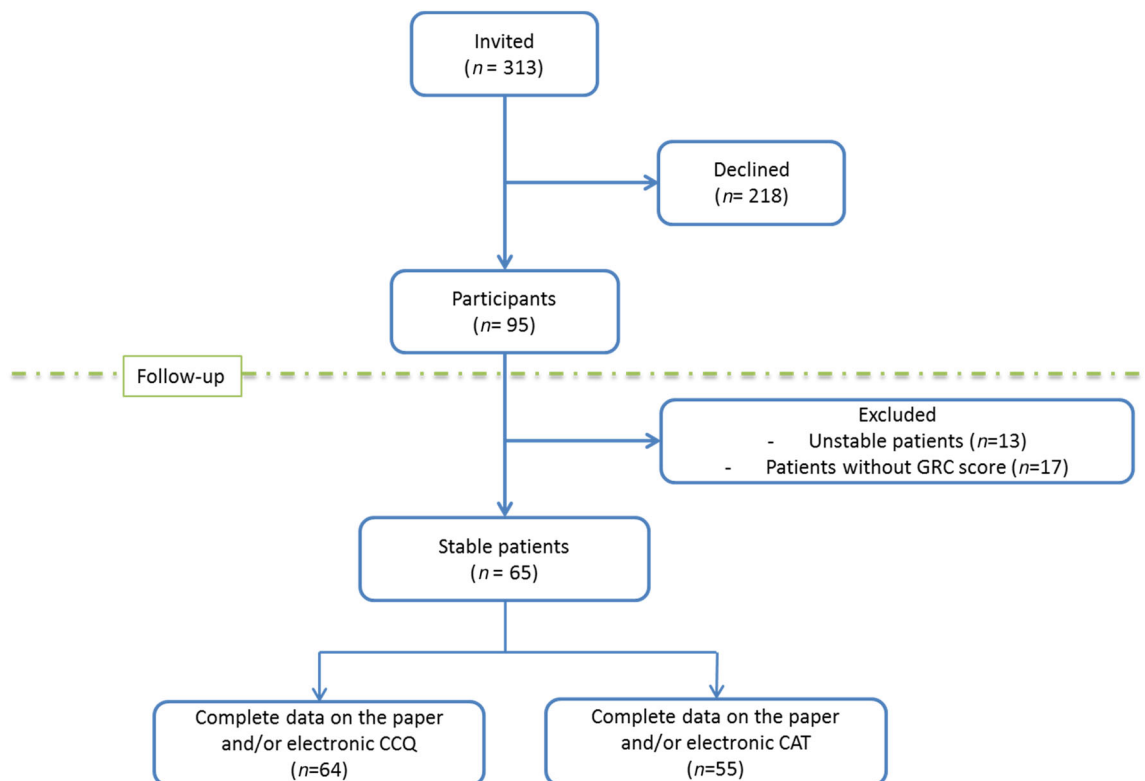 Invited
(n = 313)
Declined
(n= 218)
Participants
(n= 95)
Follow-up
Excluded
- Unstable patients (n=13)
- Patients without GRC score (n=17)
Stable patients
(n = 65)
Complete data on the paper
and/or electronic CCQ
(n=64)
Complete data on the paper
and/or electronic CAT
(n=55)